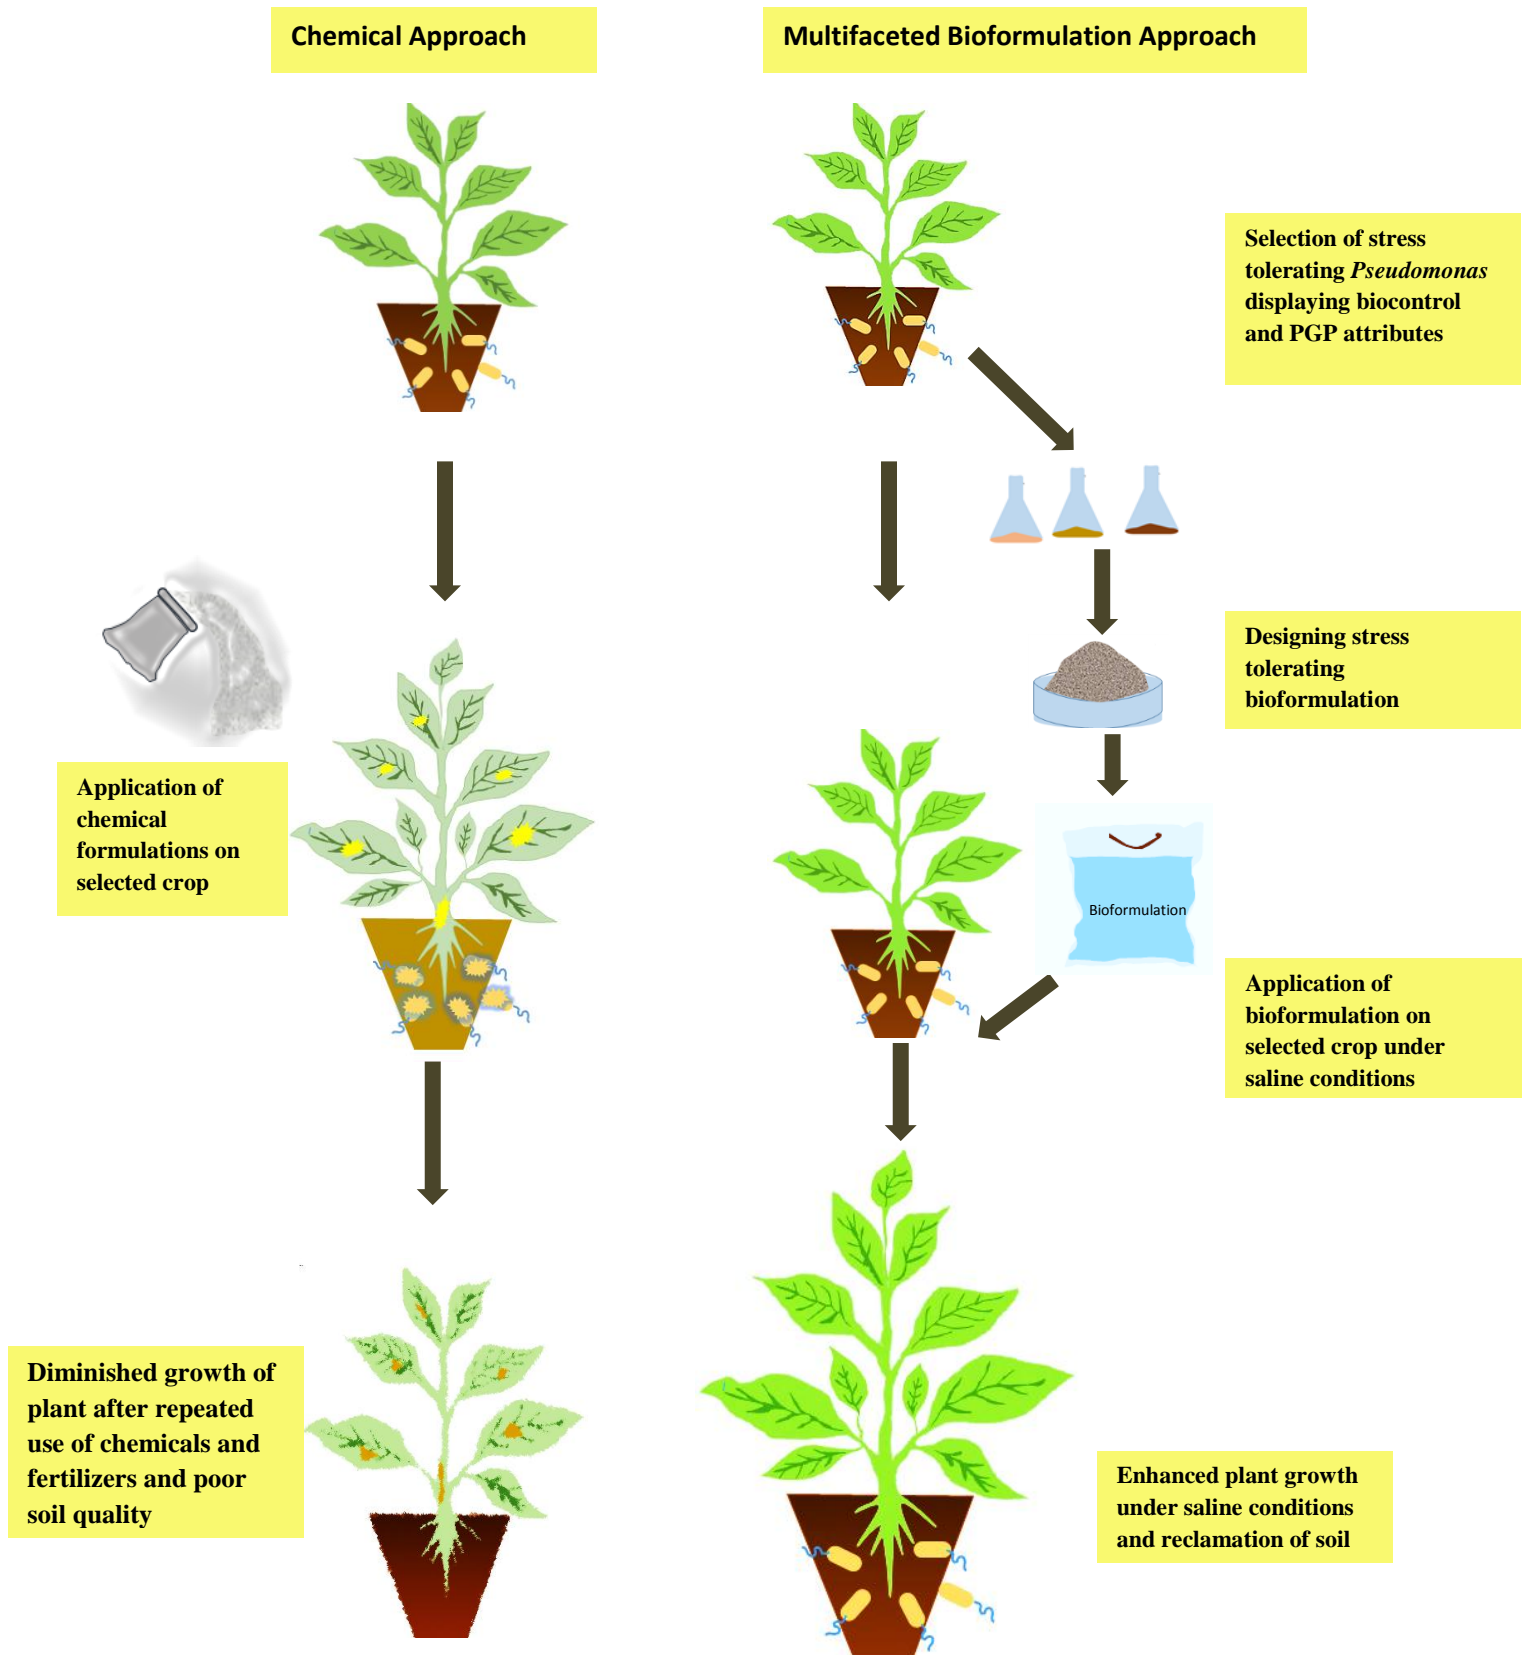 Chemical Approach
Multifaceted Bioformulation Approach
Selection of stress
tolerating Pseudomonas
displaying biocontrol
and PGP attributes
Designing stress
tolerating
bioformulation
Application of
chemical
formulations on
selected crop
Bioformulation
Application of
bioformulation on
selected crop under
saline conditions
Diminished growth of
plant after repeated
use of chemicals and
fertilizers and poor
soil quality
Enhanced plant growth
under saline conditions
and reclamation of soil